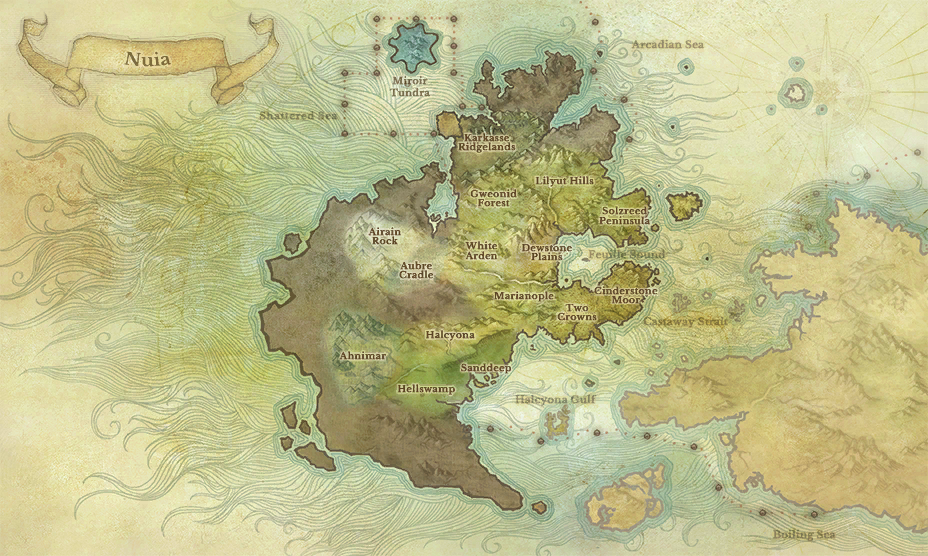 Nuia
Arcadian Sea
Miroir
Tundra
Shattered Sea
Karkasse
Ridgelands
Lilyut Hills
Gweonid
Forest
Solzreed
Peninsula
Airain
Rock
White
Arden
Dewstone
Plains
Feuille Sound
Aubre
Cradle
Marianople
Cinderstone
Moor
Two
Crowns
Castaway Strait
Halcyona
Ahnimar
Sanddeep
Hellswamp
Halcyona Gulf
Boiling Sea